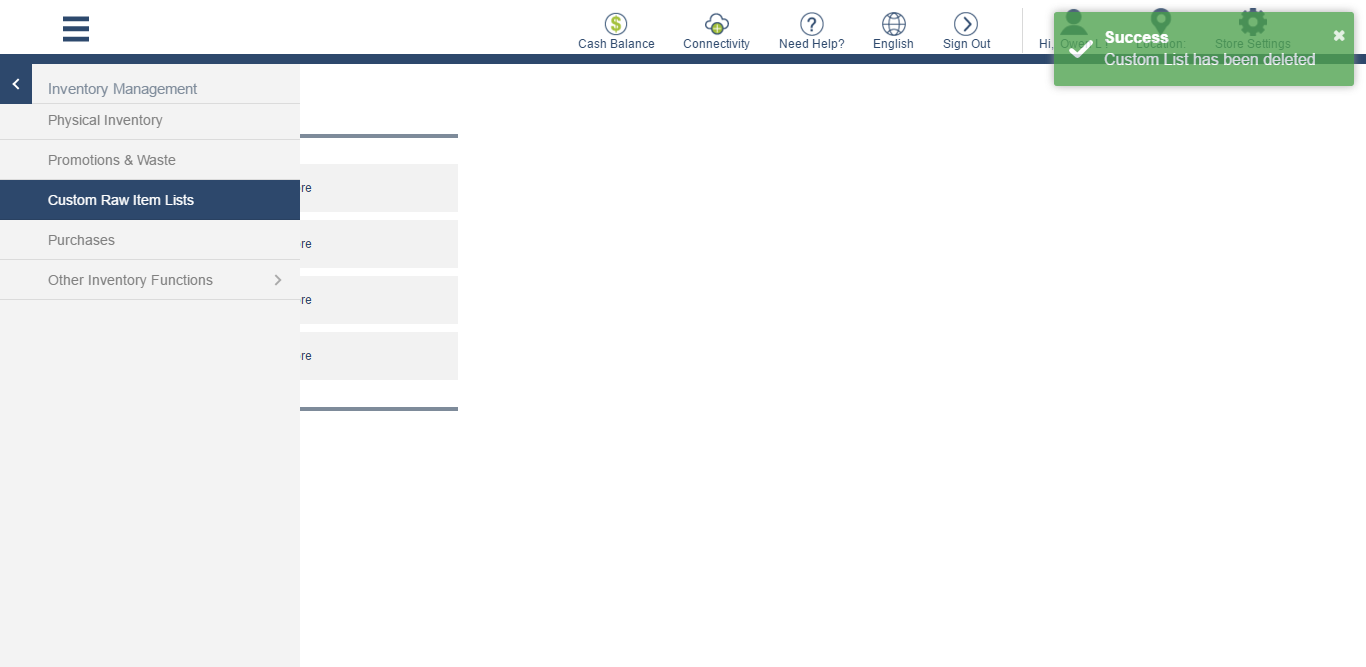 Cash Balance
Connectivity
Need Help?
English
Sign Out
Hi, Owen L
Location:
Store Settings
Success
Custom List has been deleted
Inventory Management
Physical Inventory
Promotions & Waste
Custom Raw Item Lists
Purchases
Other Inventory Functions
re
re
re
re